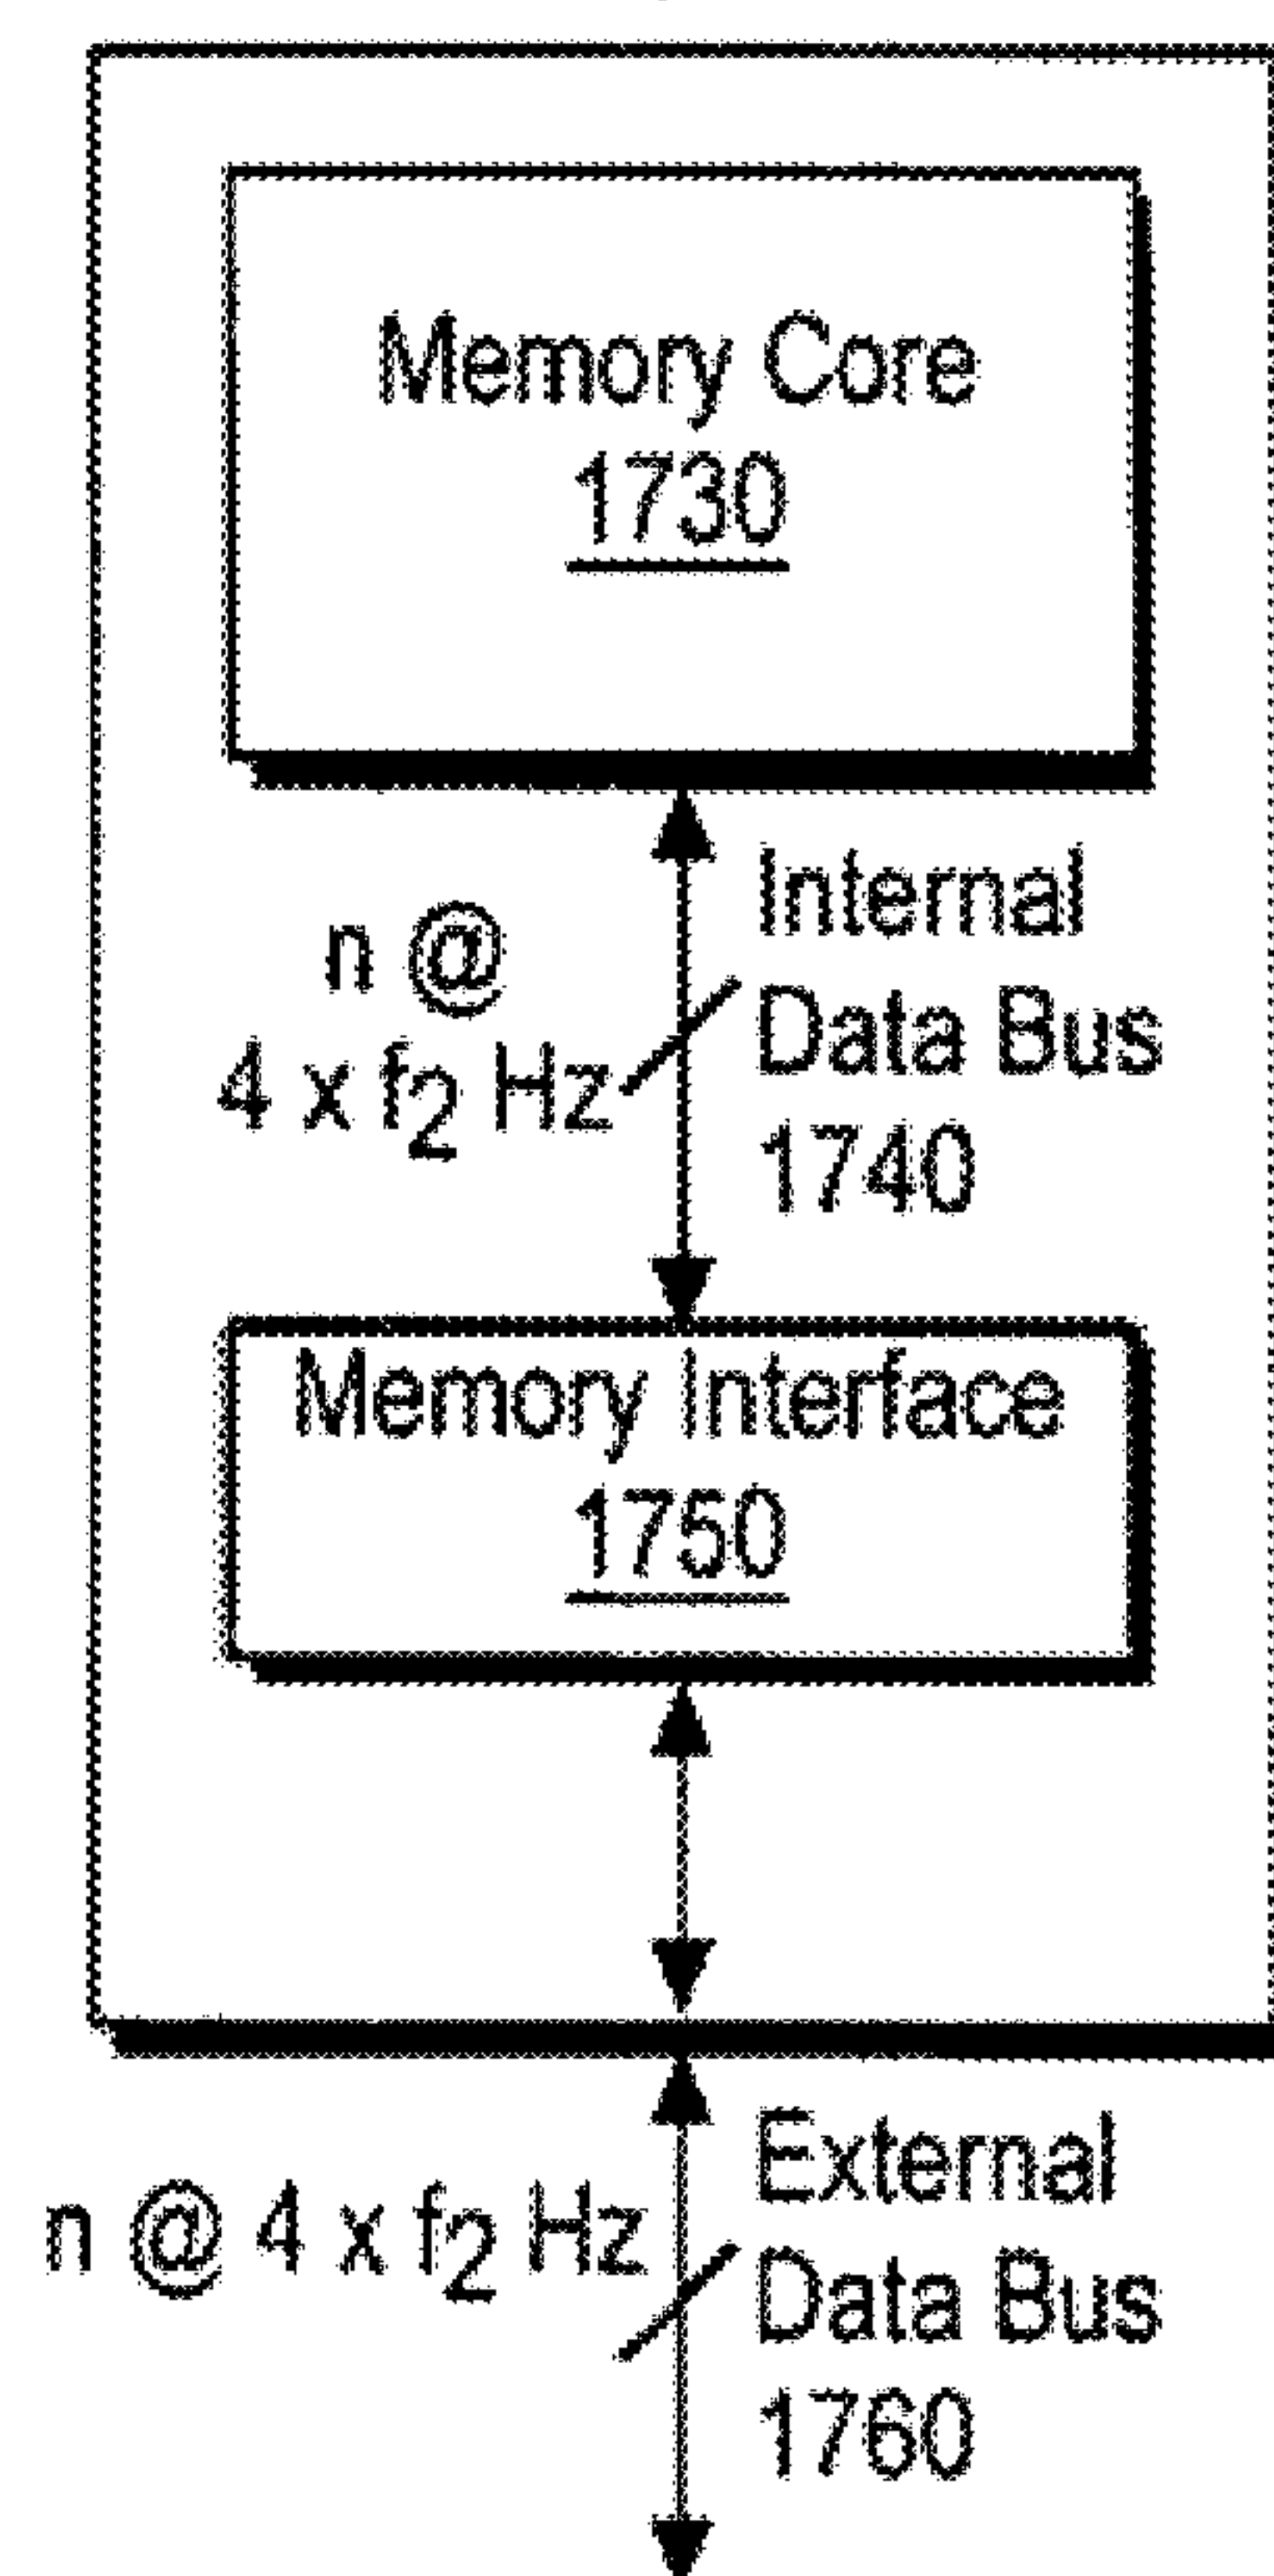 Memory Core
1730
Internal
Data Bus
1740
n @
4 x f2 Hz
Memory Interface
1750
External
Data Bus
1760
n @ 4 x f2 Hz